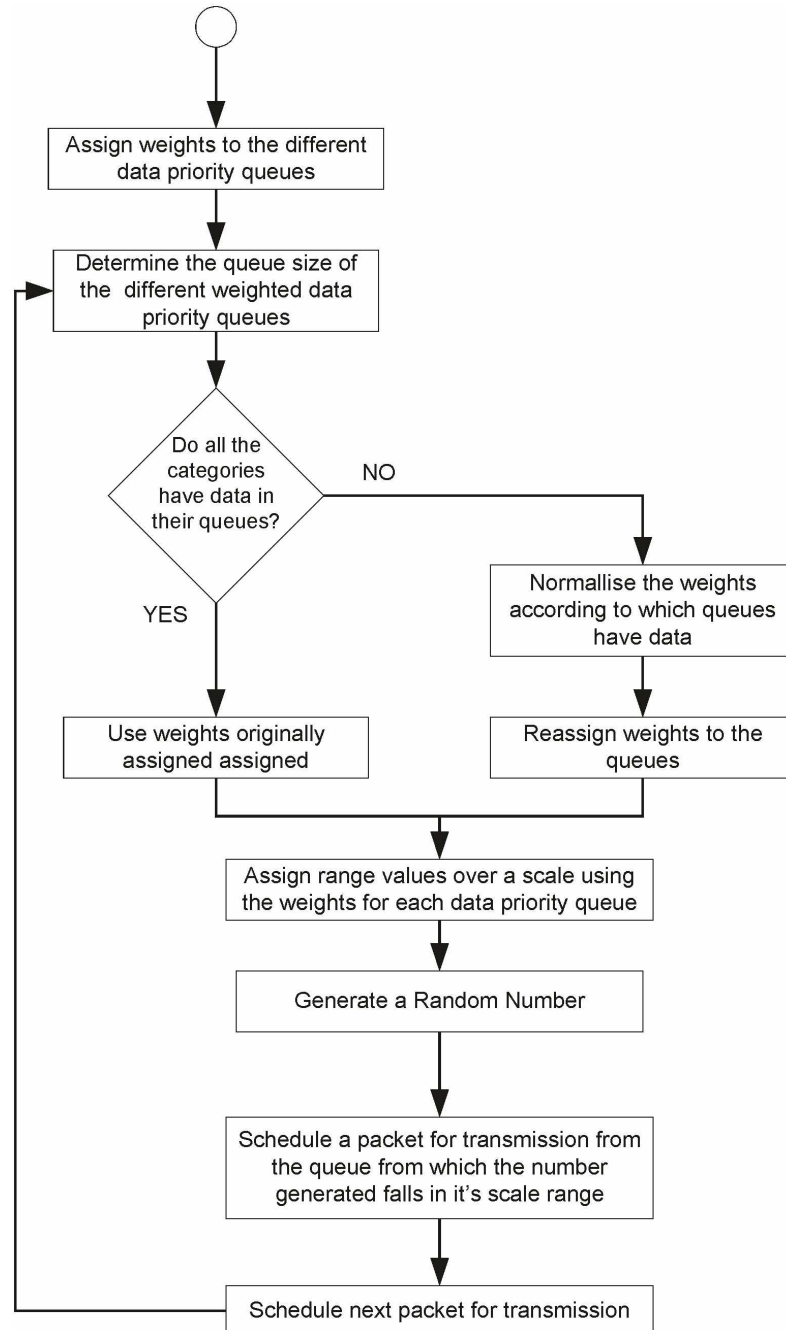 Assign weights to the different
data priority queues
Determine the queue size of
the different weighted data
priority queues
Do all the
categories
have data in
their queues?
NO
YES
Normallise the weights
according to which queues
have data
Use weights originally
assigned assigned
Reassign weights to the
queues
Assign range values over a scale using
the weights for each data priority queue
Generate a Random Number
Schedule a packet for transmission from
the queue from which the number
generated falls in it's scale range
Schedule next packet for transmission